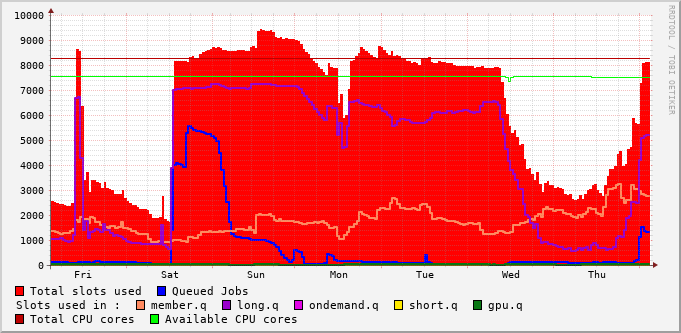 10000
9000
8000
7000
6000
5000
4000
3000
2000
1000
0
Fri Sat Sun Mon Tue Wed Thu
Total slots used Queued Jobs
Slots used in : member.q long.q ondemand.q short.q gpu.q
Total CPU cores Available CPU cores
RRDTOOL / TOBI OETIKER